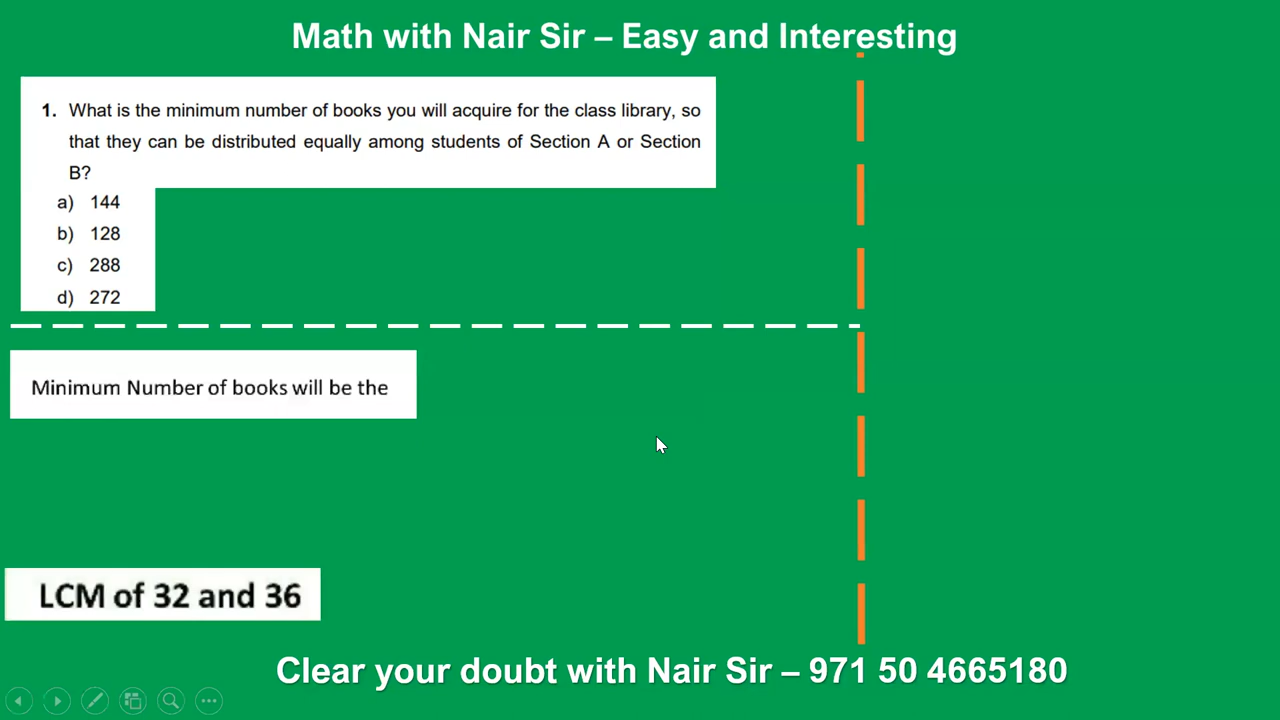 Math with Nair Sir – Easy and Interesting
1. What is the minimum number of books you will acquire for the class library, so
that they can be distributed equally among students of Section A or Section
B?
a) 144
b) 128
c) 288
d) 272
Minimum Number of books will be the
LCM of 32 and 36
Clear your doubt with Nair Sir – 971 50 4665180